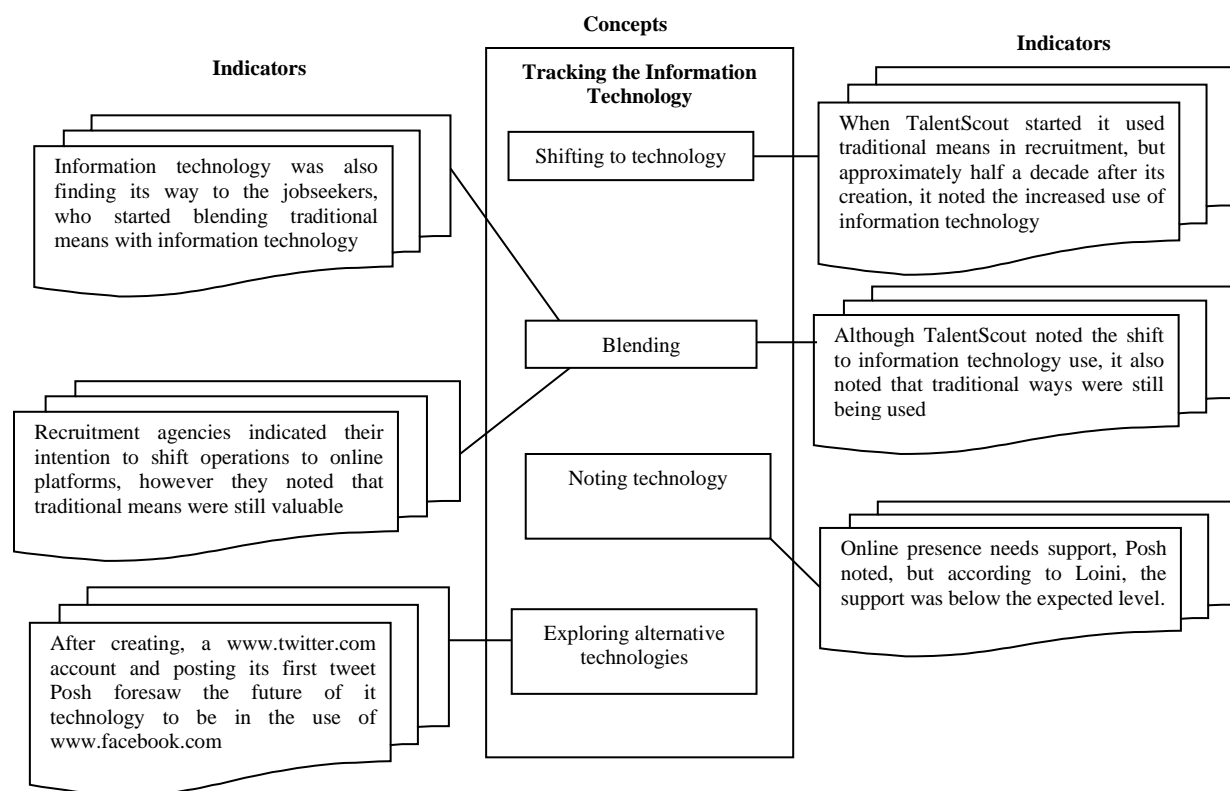 Concepts
Indicators
Indicators
Tracking the Information
Technology
Information technology was also
finding its way to the jobseekers,
who started blending traditional
means with information technology
Recruitment agencies indicated their
intention to shift operations to online
platforms, however they noted that
traditional means were still valuable
After creating, a www.twitter.com
account and posting its first tweet
Posh foresaw the future of it
technology to be in the use of
www.facebook.com
Shifting to technology
Blending
Noting technology
Exploring alternative
technologies
When TalentScout started it used
traditional means in recruitment, but
approximately half a decade after its
creation, it noted the increased use of
information technology
Although TalentScout noted the shift
to information technology use, it also
noted that traditional ways were still
being used
Online presence needs support, Posh
noted, but according to Loini, the
support was below the expected level.